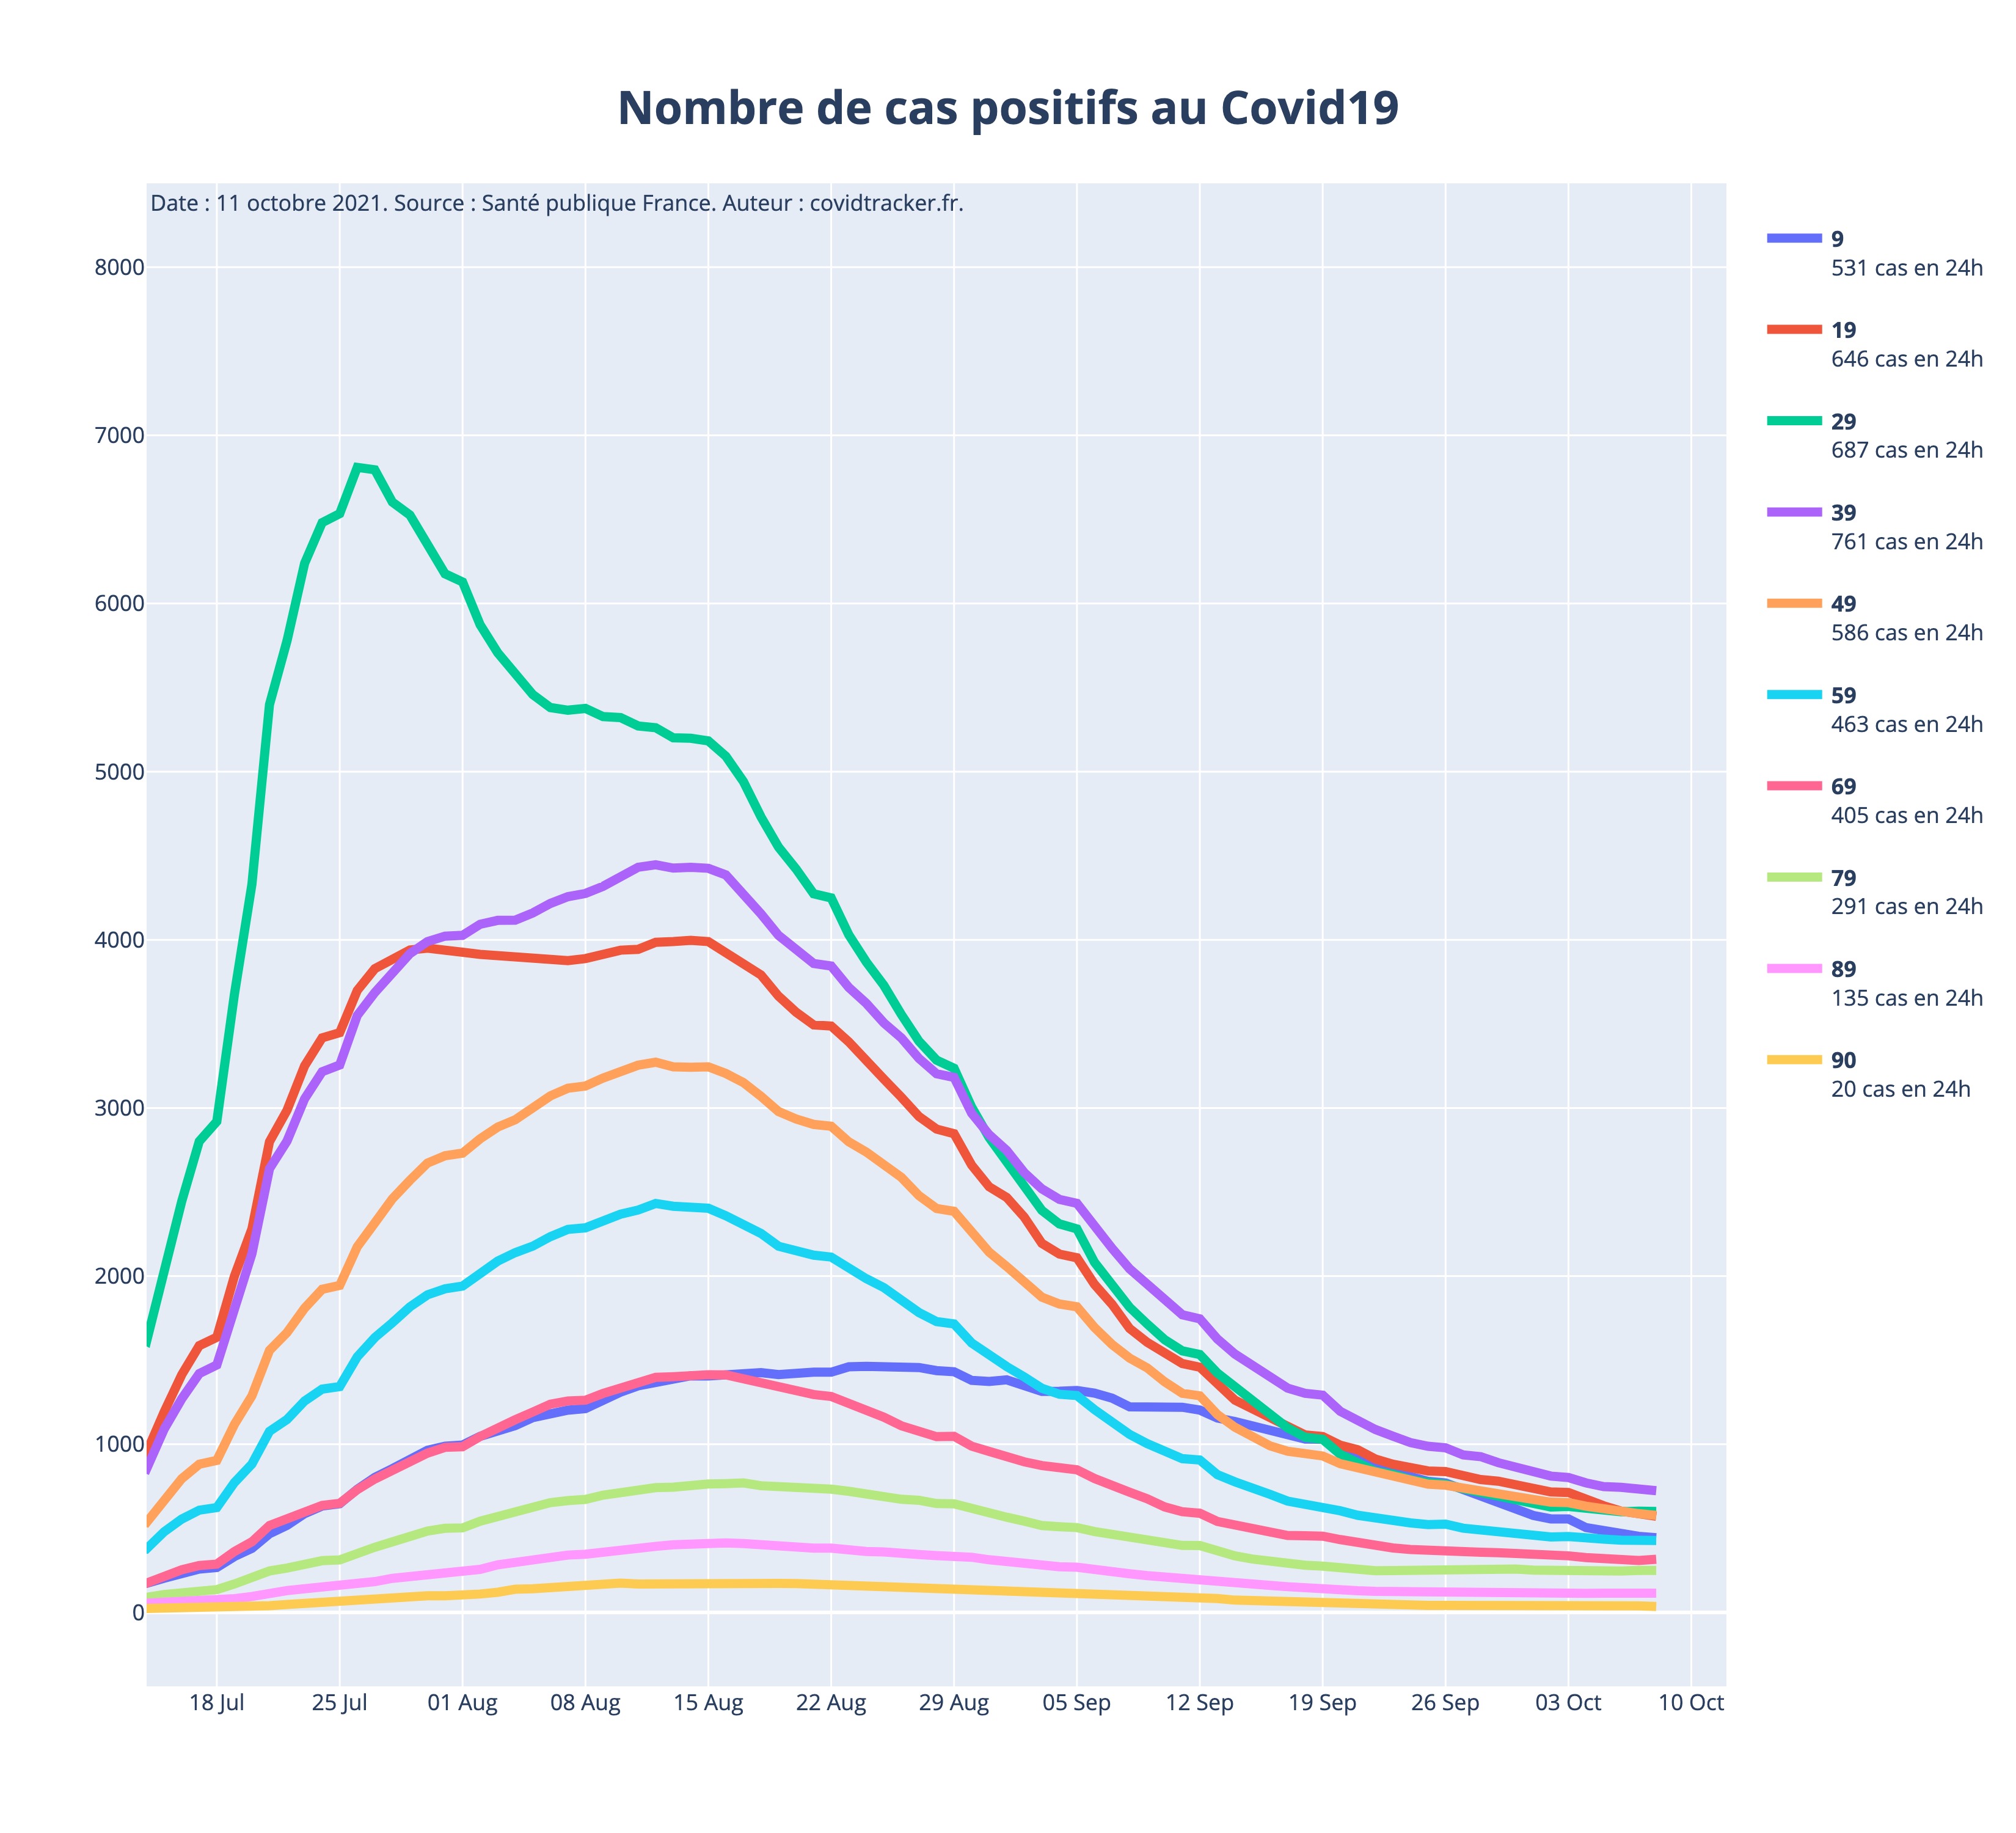 Nombre de cas positifs au Covid19
Date : 11 octobre 2021. Source : Santé publique France. Auteur : covidtracker.fr.
8000
7000
6000
5000
4000
3000
2000
1000
0
18 Jul
25 Jul
01 Aug
08 Aug
15 Aug
22 Aug
29 Aug
05 Sep
12 Sep
19 Sep
26 Sep
03 Oct
10 Oct
9
531 cas en 24h
19
646 cas en 24h
29
687 cas en 24h
39
761 cas en 24h
49
586 cas en 24h
59
463 cas en 24h
69
405 cas en 24h
79
291 cas en 24h
89
135 cas en 24h
90
20 cas en 24h